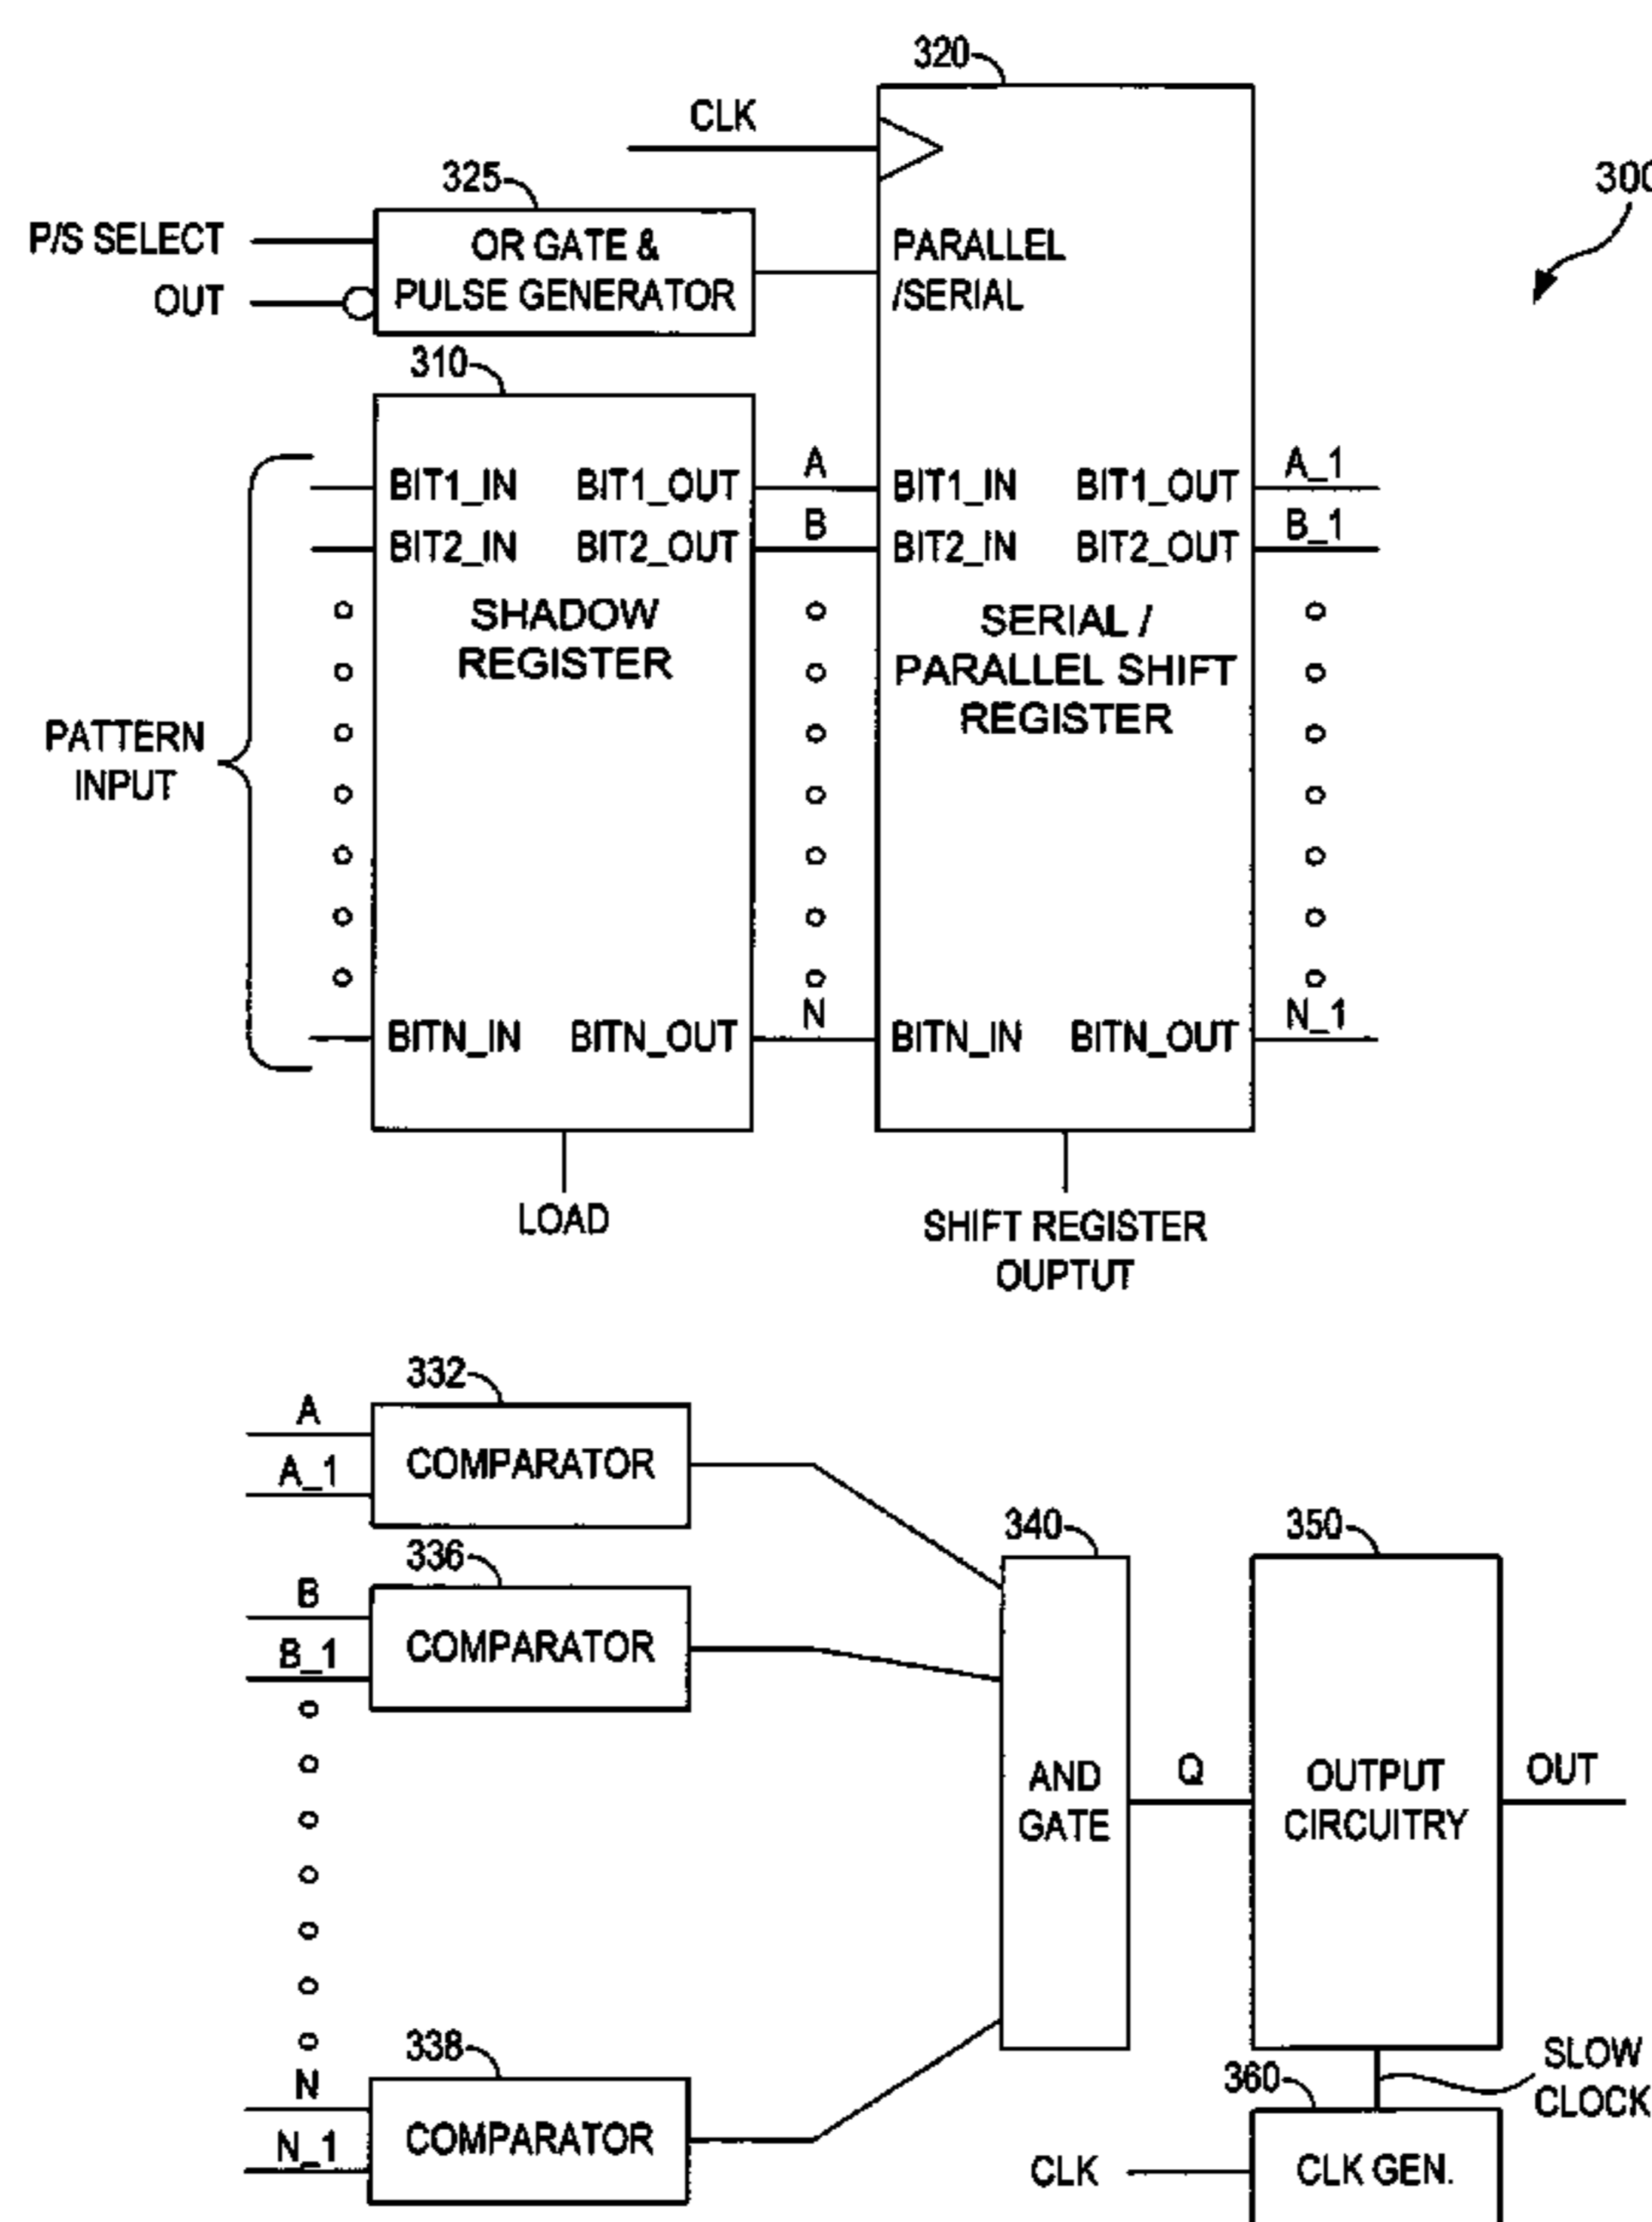 320
CLK
300
325
P/S SELECT
OUT
OR GATE &
PULSE GENERATOR
PARALLEL
/SERIAL
310
PATTERN
INPUT
BIT1_IN BIT1_OUT
A
BIT1_IN BIT1_OUT
A_1
BIT2_IN BIT2_OUT
B
BIT2_IN BIT2_OUT
B_1
SHADOW
REGISTER
SERIAL /
PARALLEL SHIFT
REGISTER
BITN_IN BITN_OUT
N
BITN_IN BITN_OUT
N_1
LOAD
SHIFT REGISTER
OUPTUT
332
A
A_1
COMPARATOR
336
B
B_1
COMPARATOR
338
N
N_1
COMPARATOR
340
AND
GATE
Q
350
OUTPUT
CIRCUITRY
OUT
SLOW
CLOCK
360
CLK
CLK GEN.